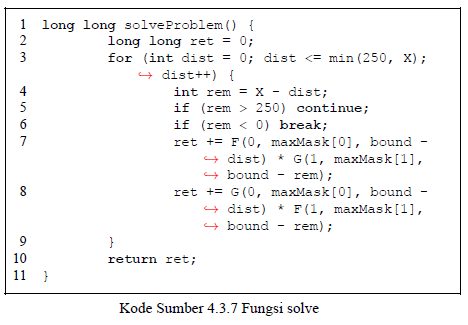 1 long long solveProblem() {
2 long long ret = 0;
3 for (int dist = 0; dist <= min(250, X);
↪ dist++) {
4 int rem = X - dist;
5 if (rem > 250) continue;
6 if (rem < 0) break;
7 ret += F(0, maxMask[0], bound -
↪ dist) * G(1, maxMask[1],
↪ bound - rem);
8 ret += G(0, maxMask[0], bound -
↪ dist) * F(1, maxMask[1],
↪ bound - rem);
9 }
10 return ret;
11 }
Kode Sumber 4.3.7 Fungsi solve